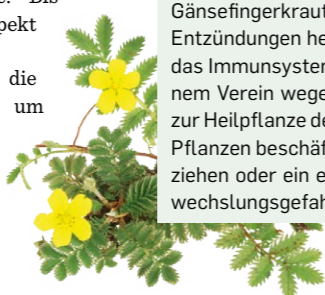 Bis
pekt
die
um
Gänsefingerkraut
Entzündungen he
das Immunsystem
nem Verein wege
zur Heilpflanze de
Pflanzen beschäf
ziehen oder ein e
wechslungsgefah